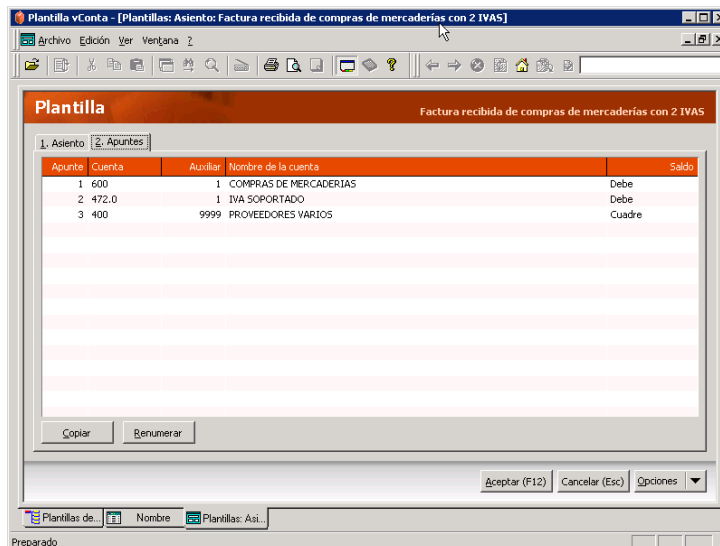 Plantilla vConta - [Plantillas: Asiento: Factura recibida de compras de mercaderías con 2 IVAS]
Archivo Edición Ver Ventana ?
Plantilla
Factura recibida de compras de mercaderías con 2 IVAS
1. Asiento 2. Apuntes
Apunte Cuenta Auxiliar Nombre de la cuenta Saldo
1 600 1 COMPRAS DE MERCADERIAS Debe
2 472.0 1 IVA SOPORTADO Debe
3 400 9999 PROVEEDORES VARIOS Cuadre
Copiar Renumerar
Aceptar (F12) Cancelar (Esc) Opciones
Plantillas de... Nombre Plantillas: Asi...
Preparado